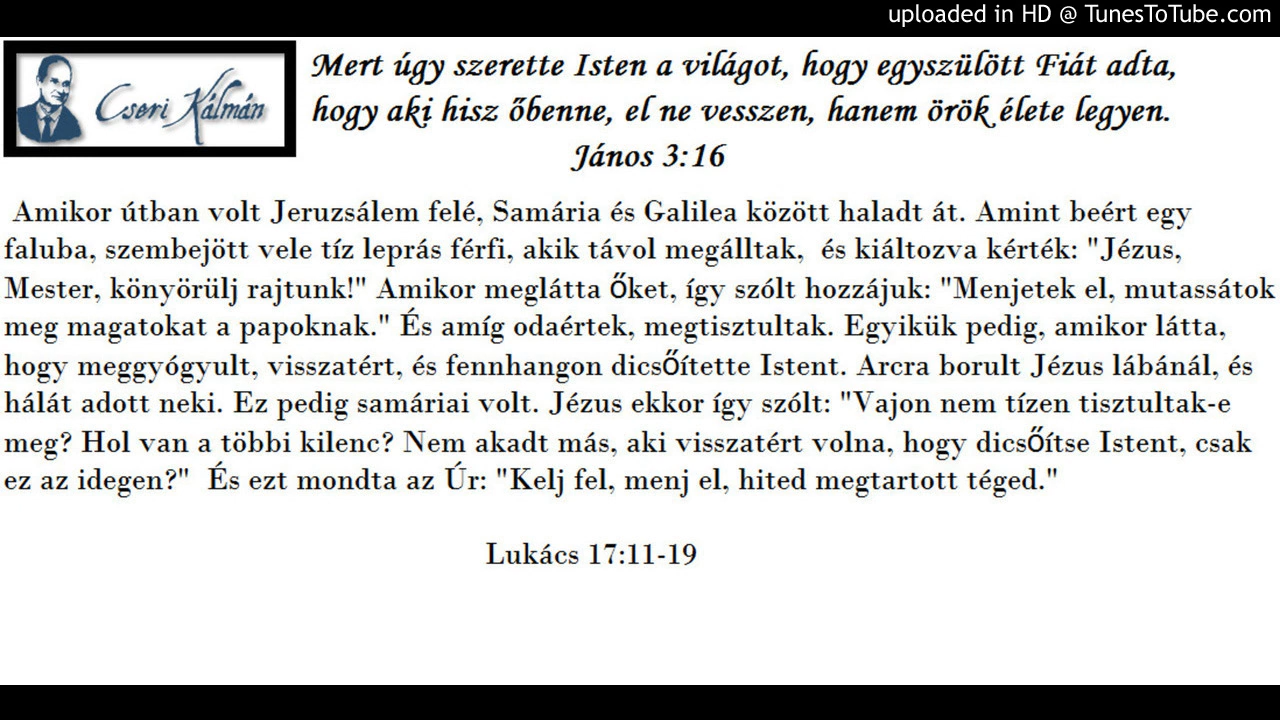 uploaded in HD @ TunesToTube.com
Cseri Kálmán
Mert úgy szerette Isten a világot, hogy egyszülött Fiát adta,
hogy aki hisz őbenne, el ne vesszen, hanem örök élete legyen.
János 3:16
Amikor útban volt Jeruzsálem felé, Samária és Galilea között haladt át. Amint beért egy
faluba, szembejött vele tíz leprás férfi, akik távol megálltak,  és kiáltozva kérték: "Jézus,
Mester, könyörülj rajtunk!" Amikor meglátta Őket, így szólt hozzájuk: "Menjetek el, mutassátok
meg magatokat a papoknak." És amíg odaértek, megtisztultak. Egyikük pedig, amikor látta,
hogy meggyógyult, visszatért, és fennhangon dicsŐítette Istent. Arcra borult Jézus lábánál, és
hálát adott neki. Ez pedig samáriai volt. Jézus ekkor így szólt: "Vajon nem tízen tisztultak-e
meg? Hol van a többi kilenc? Nem akadt más, aki visszatért volna, hogy dicsŐítse Istent, csak
ez az idegen?"  És ezt mondta az Úr: "Kelj fel, menj el, hited megtartott téged."
Lukács 17:11-19